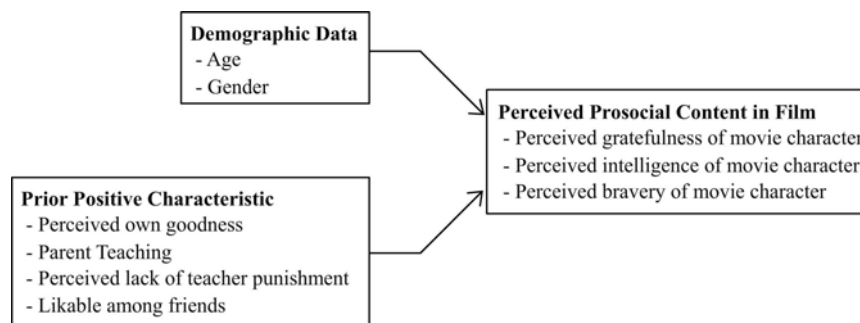 Demographic Data
- Age
- Gender
Perceived Prosocial Content in Film
- Perceived gratefulness of movie character
- Perceived intelligence of movie character
- Perceived bravery of movie character
Prior Positive Characteristic
- Perceived own goodness
- Parent Teaching
- Perceived lack of teacher punishment
- Likable among friends